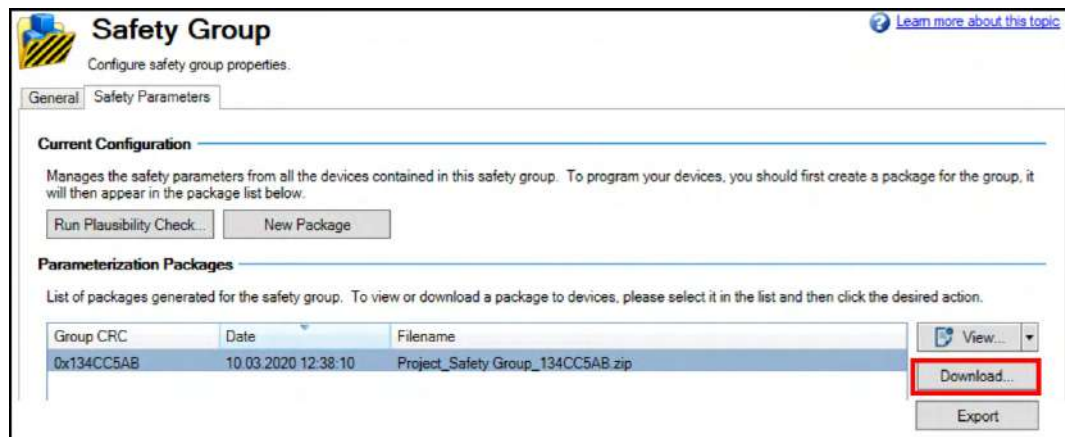 Safety Group
Learn more about this topic
Configure safety group properties.
General Safety Parameters
Current Configuration
Manages the safety parameters from all the devices contained in this safety group. To program your devices, you should first create a package for the group, it
will then appear in the package list below.
Run Plausibility Check... New Package
Parameterization Packages
List of packages generated for the safety group. To view or download a package to devices, please select it in the list and then click the desired action.
Group CRC Date Filename View...
0x134CC5AB 10.03.2020 12:38:10 Project_Safety Group_134CC5AB.zip
Download...
Export